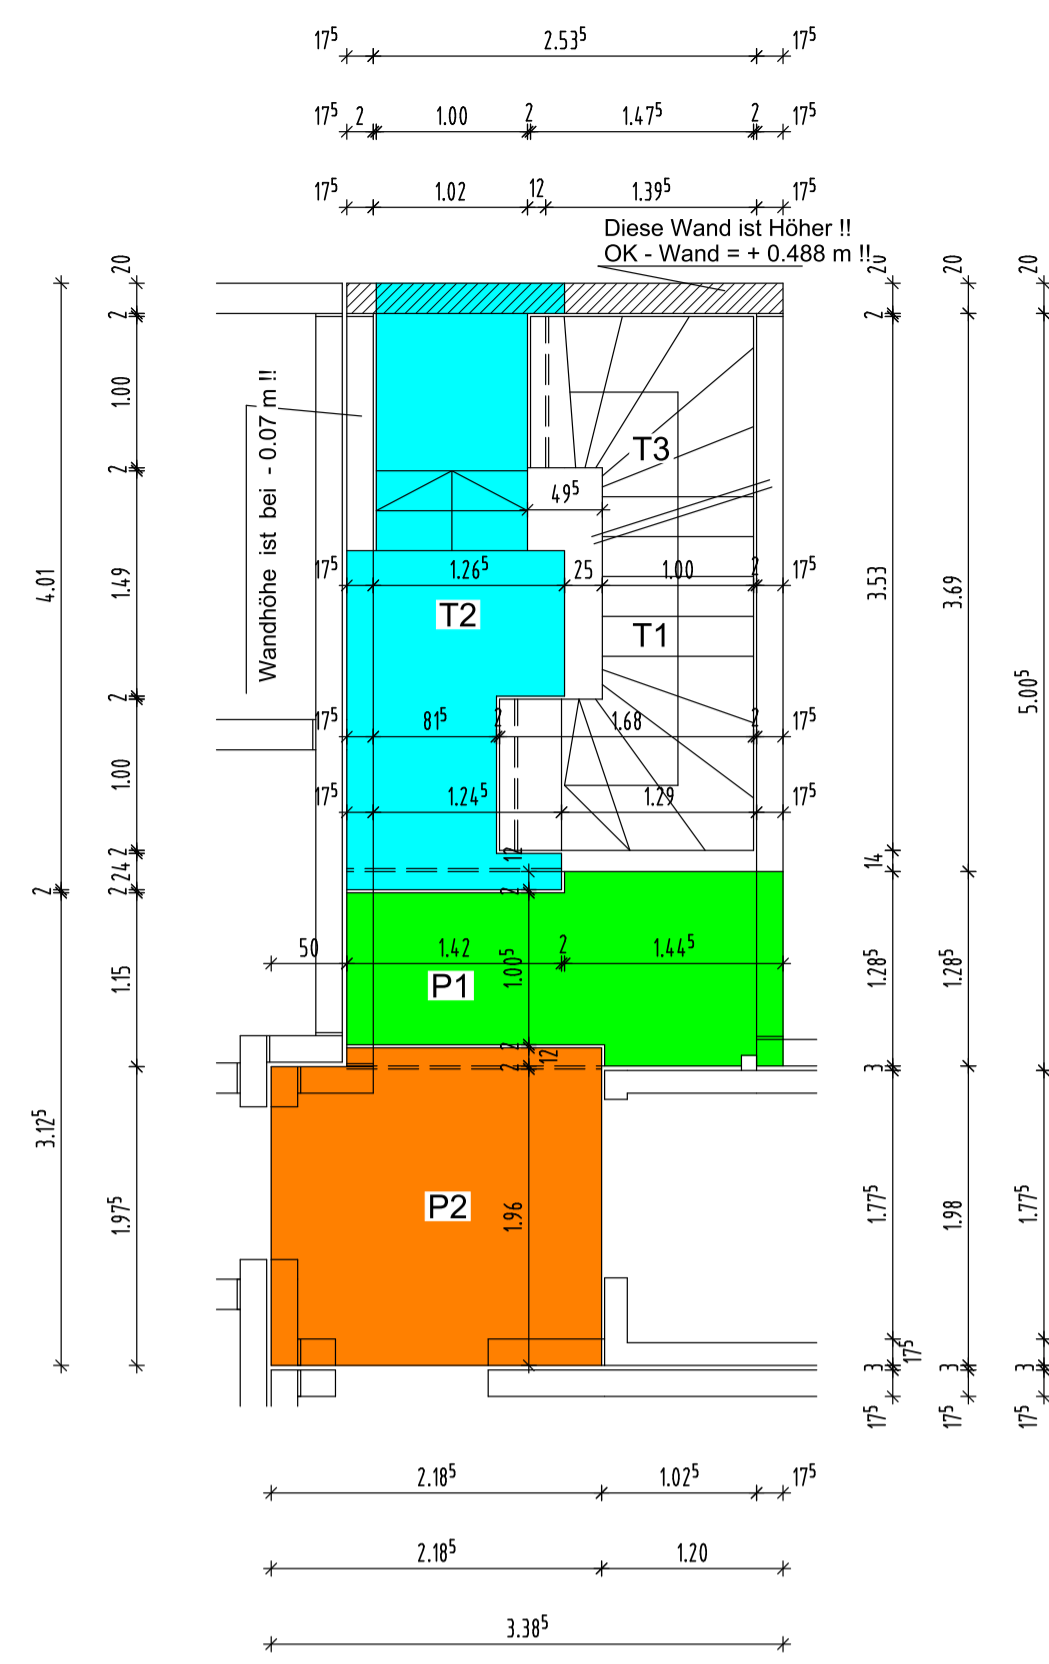 17⁵ 2.53⁵ 17⁵
17⁵ 2 1.00 2 1.47⁵ 2 17⁵
17⁵ 1.02 12 1.39⁵ 17⁵
Diese Wand ist Höher !!
OK - Wand = + 0.488 m !!
20 20 20 20
2 2
1.00
Wandhöhe ist bei - 0.07 m !!
T3
2
49⁵
4.01 1.49
17⁵ 1.26⁵ 25 1.00 2 17⁵
3.53 3.69
T2 T1
5.00⁵
2
17⁵ 81⁵ 2 1.68 2 17⁵
1.00
17⁵ 1.24⁵ 1.29 17⁵
2 12 14
24
2 2 2
50 1.42 2 1.44⁵
1.15 1.00⁵ 1.28⁵ 1.28⁵
P1
2 12
2 3
3.12⁵
P2
1.97⁵ 1.96 1.77⁵ 1.98 1.77⁵
17⁵
3 3 3
17⁵ 17⁵ 17⁵
2.18⁵ 1.02⁵ 17⁵
2.18⁵ 1.20
3.38⁵